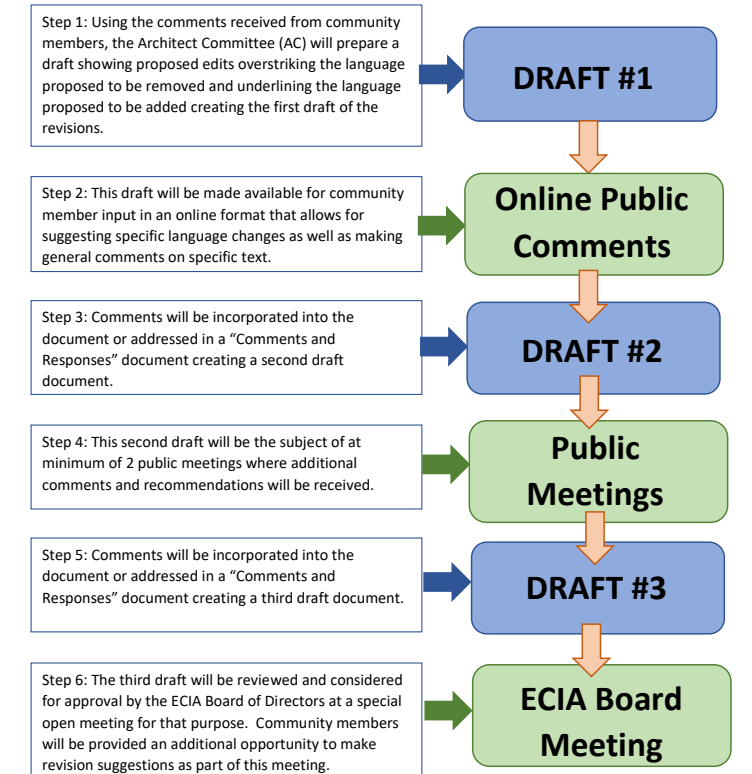 Step 1: Using the comments received from community
members, the Architect Committee (AC) will prepare a
draft showing proposed edits overstriking the language
proposed to be removed and underlining the language
proposed to be added creating the first draft of the
revisions.
DRAFT #1
Step 2: This draft will be made available for community
member input in an online format that allows for
suggesting specific language changes as well as making
general comments on specific text.
Online Public
Comments
Step 3: Comments will be incorporated into the
document or addressed in a “Comments and
Responses” document creating a second draft
document.
DRAFT #2
Step 4: This second draft will be the subject of at
minimum of 2 public meetings where additional
comments and recommendations will be received.
Public
Meetings
Step 5: Comments will be incorporated into the
document or addressed in a “Comments and
Responses” document creating a third draft document.
DRAFT #3
Step 6: The third draft will be reviewed and considered
for approval by the ECIA Board of Directors at a special
open meeting for that purpose.  Community members
will be provided an additional opportunity to make
revision suggestions as part of this meeting.
ECIA Board
Meeting